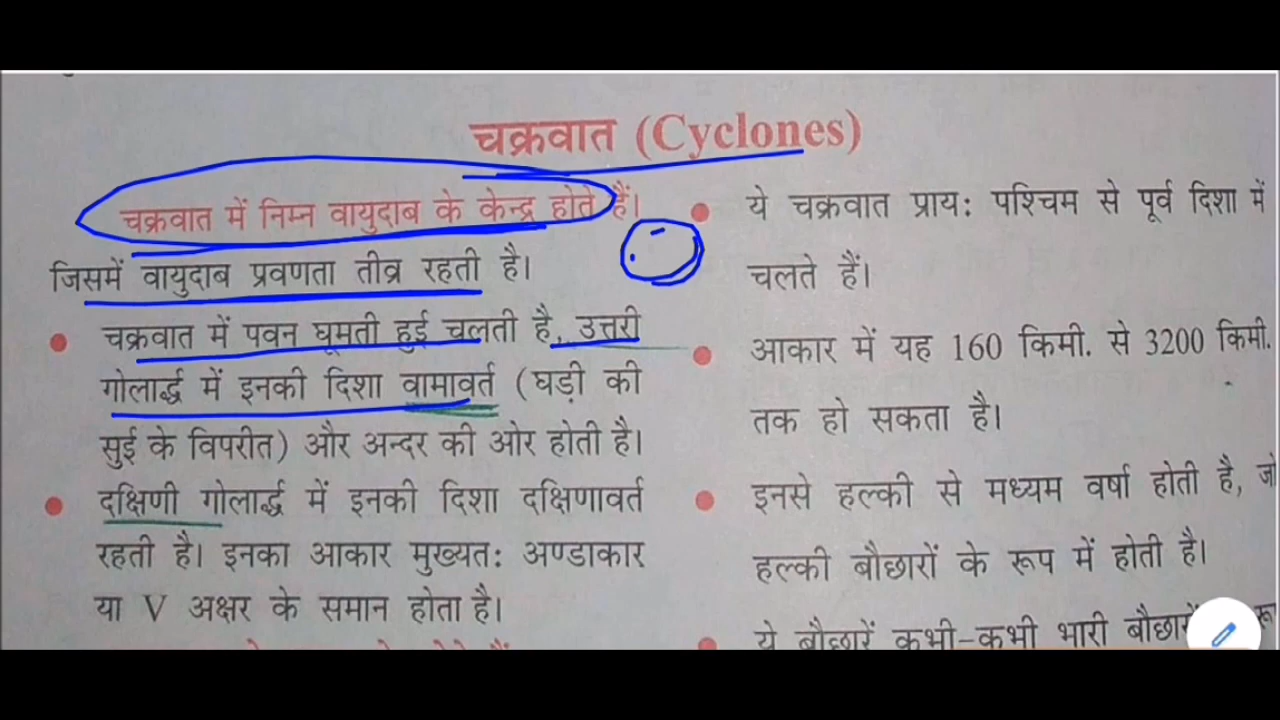 चक्रवात (Cyclones)
चक्रवात में निम्न वायुदाब के केन्द्र होते हैं।
जिसमें वायुदाब प्रवणता तीव्र रहती है।
चक्रवात में पवन घूमती हुई चलती है, उत्तरी
गोलार्द्ध में इनकी दिशा वामावर्त (घड़ी की
सुई के विपरीत) और अन्दर की ओर होती है।
दक्षिणी गोलार्द्ध में इनकी दिशा दक्षिणावर्त
रहती है। इनका आकार मुख्यतः अण्डाकार
या V अक्षर के समान होता है।
ये चक्रवात प्रायः पश्चिम से पूर्व दिशा में
चलते हैं।
आकार में यह 160 किमी. से 3200 किमी.
तक हो सकता है।
इनसे हल्की से मध्यम वर्षा होती है, जो
हल्की बौछारों के रूप में होती है।
ये बौछारें कभी-कभी भारी